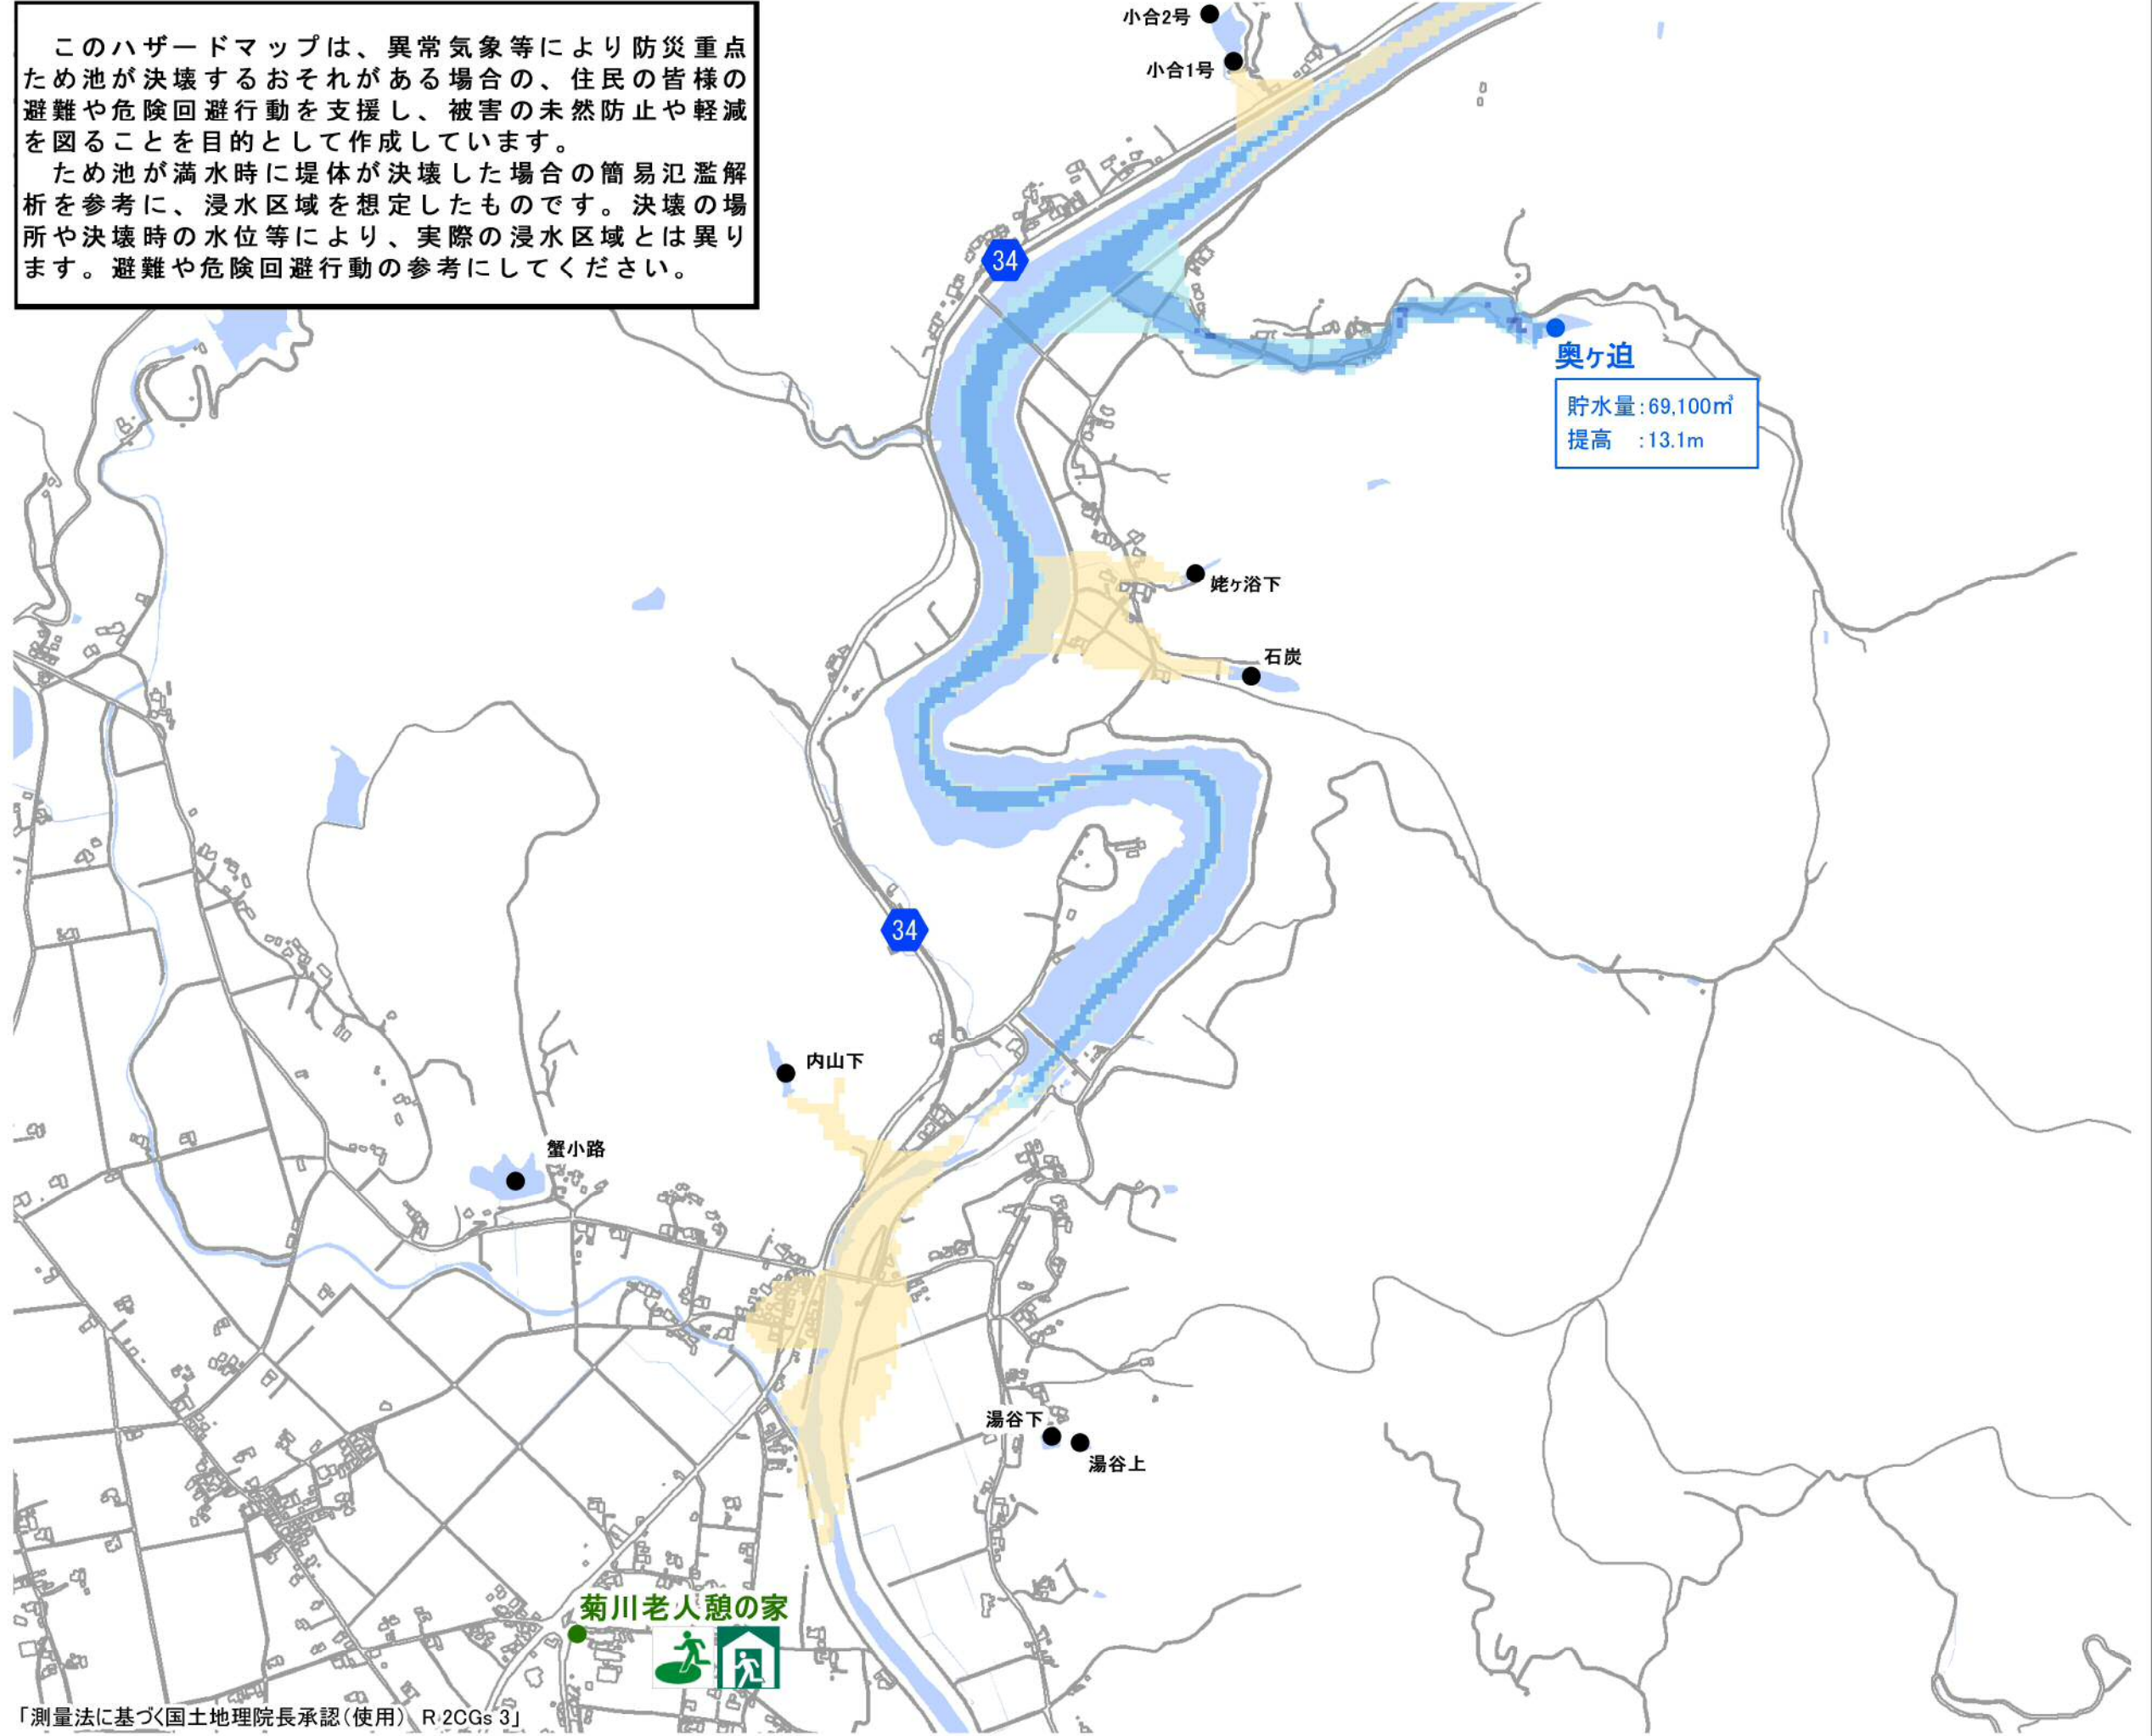 このハザードマップは、異常気象等により防災重点
ため池が決壊するおそれがある場合の、住民の皆様の
避難や危険回避行動を支援し、被害の未然防止や軽減
を図ることを目的として作成しています。
ため池が満水時に堤体が決壊した場合の簡易氾濫解
析を参考に、浸水区域を想定したものです。決壊の場
所や決壊時の水位等により、実際の浸水区域とは異り
ます。避難や危険回避行動の参考にしてください。
小合2号
小合1号
34
奥ヶ迫
貯水量:69,100㎥
提高 :13.1m
姥ヶ浴下
石炭
34
内山下
蟹小路
湯谷下
湯谷上
菊川老人憩の家
「測量法に基づく国土地理院長承認(使用) R 2CGs 3」